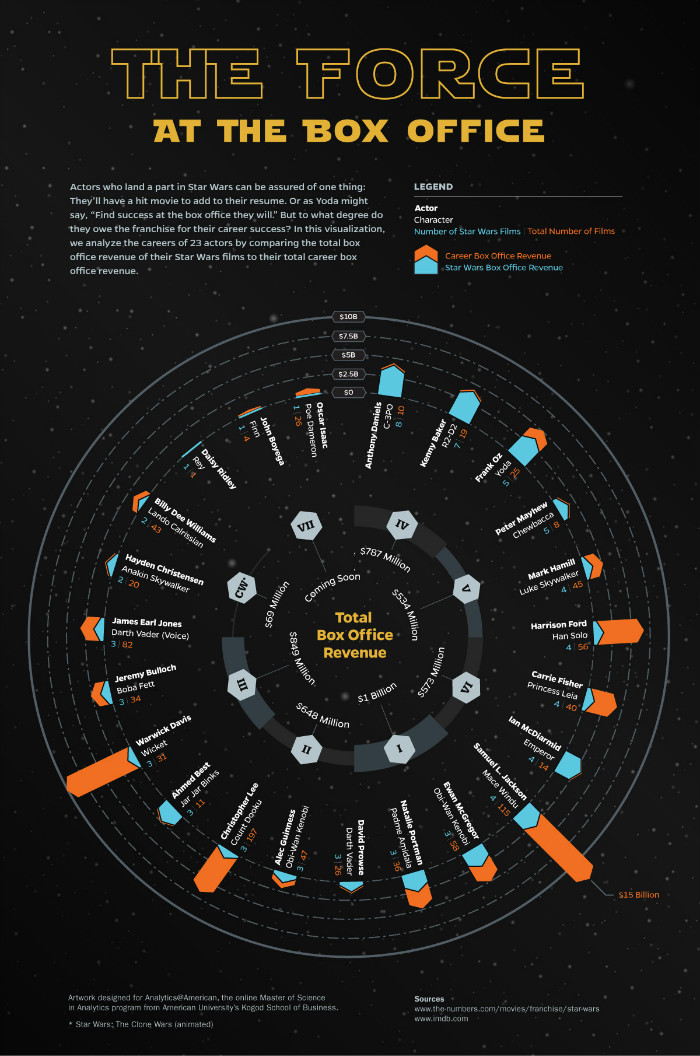 THE FORCE
AT THE BOX OFFICE
Actors who land a part in Star Wars can be assured of one thing:
They'll have a hit movie to add to their resume. Or as Yoda might
say, "Find success at the box office they will." But to what degree do
they owe the franchise for their career success? In this visualization,
we analyze the careers of 23 actors by comparing the total box
office revenue of their Star Wars films to their total career box
office revenue.
LEGEND
Actor
Character
Number of Star Wars Films | Total Number of Films
Career Box Office Revenue
Star Wars Box Office Revenue
$10B
$7.5B
$5B
$2.5B
$0
Anthony Daniels
C-3PO
8 | 10
Kenny Baker
R2-D2
7 | 19
Frank Oz
Yoda
5 | 25
Peter Mayhew
Chewbacca
5 | 8
Mark Hamill
Luke Skywalker
4 | 45
Harrison Ford
Han Solo
4 | 56
Carrie Fisher
Princess Leia
4 | 40
Ian McDiarmid
Emperor
4 | 14
Samuel L. Jackson
Mace Windu
4 | 115
$15 Billion
Ewan McGregor
Obi-Wan Kenobi
3 | 58
Natalie Portman
Padme Amidala
3 | 36
David Prowse
Darth Vader
3 | 26
Alec Guinness
Obi-Wan Kenobi
3 | 47
Christopher Lee
Count Dooku
3 | 197
Ahmed Best
Jar Jar Binks
3 | 11
Warwick Davis
Wicket
3 | 31
Jeremy Bulloch
Boba Fett
3 | 34
James Earl Jones
Darth Vader (Voice)
3 | 82
Hayden Christensen
Anakin Skywalker
2 | 20
Billy Dee Williams
Lando Calrissian
2 | 43
Daisy Ridley
Rey
1 | 4
John Boyega
Finn
1 | 4
Oscar Isaac
Poe Dameron
1 | 26
Total
Box Office
Revenue
IV
$787 Million
V
$534 Million
VI
$573 Million
I
$1 Billion
II
$648 Million
III
$849 Million
CW*
$69 Million
VII
Coming Soon
Artwork designed for Analytics@American, the online Master of Science
in Analytics program from American University's Kogod School of Business.
* Star Wars: The Clone Wars (animated)
Sources
www.the-numbers.com/movies/franchise/star-wars
www.imdb.com